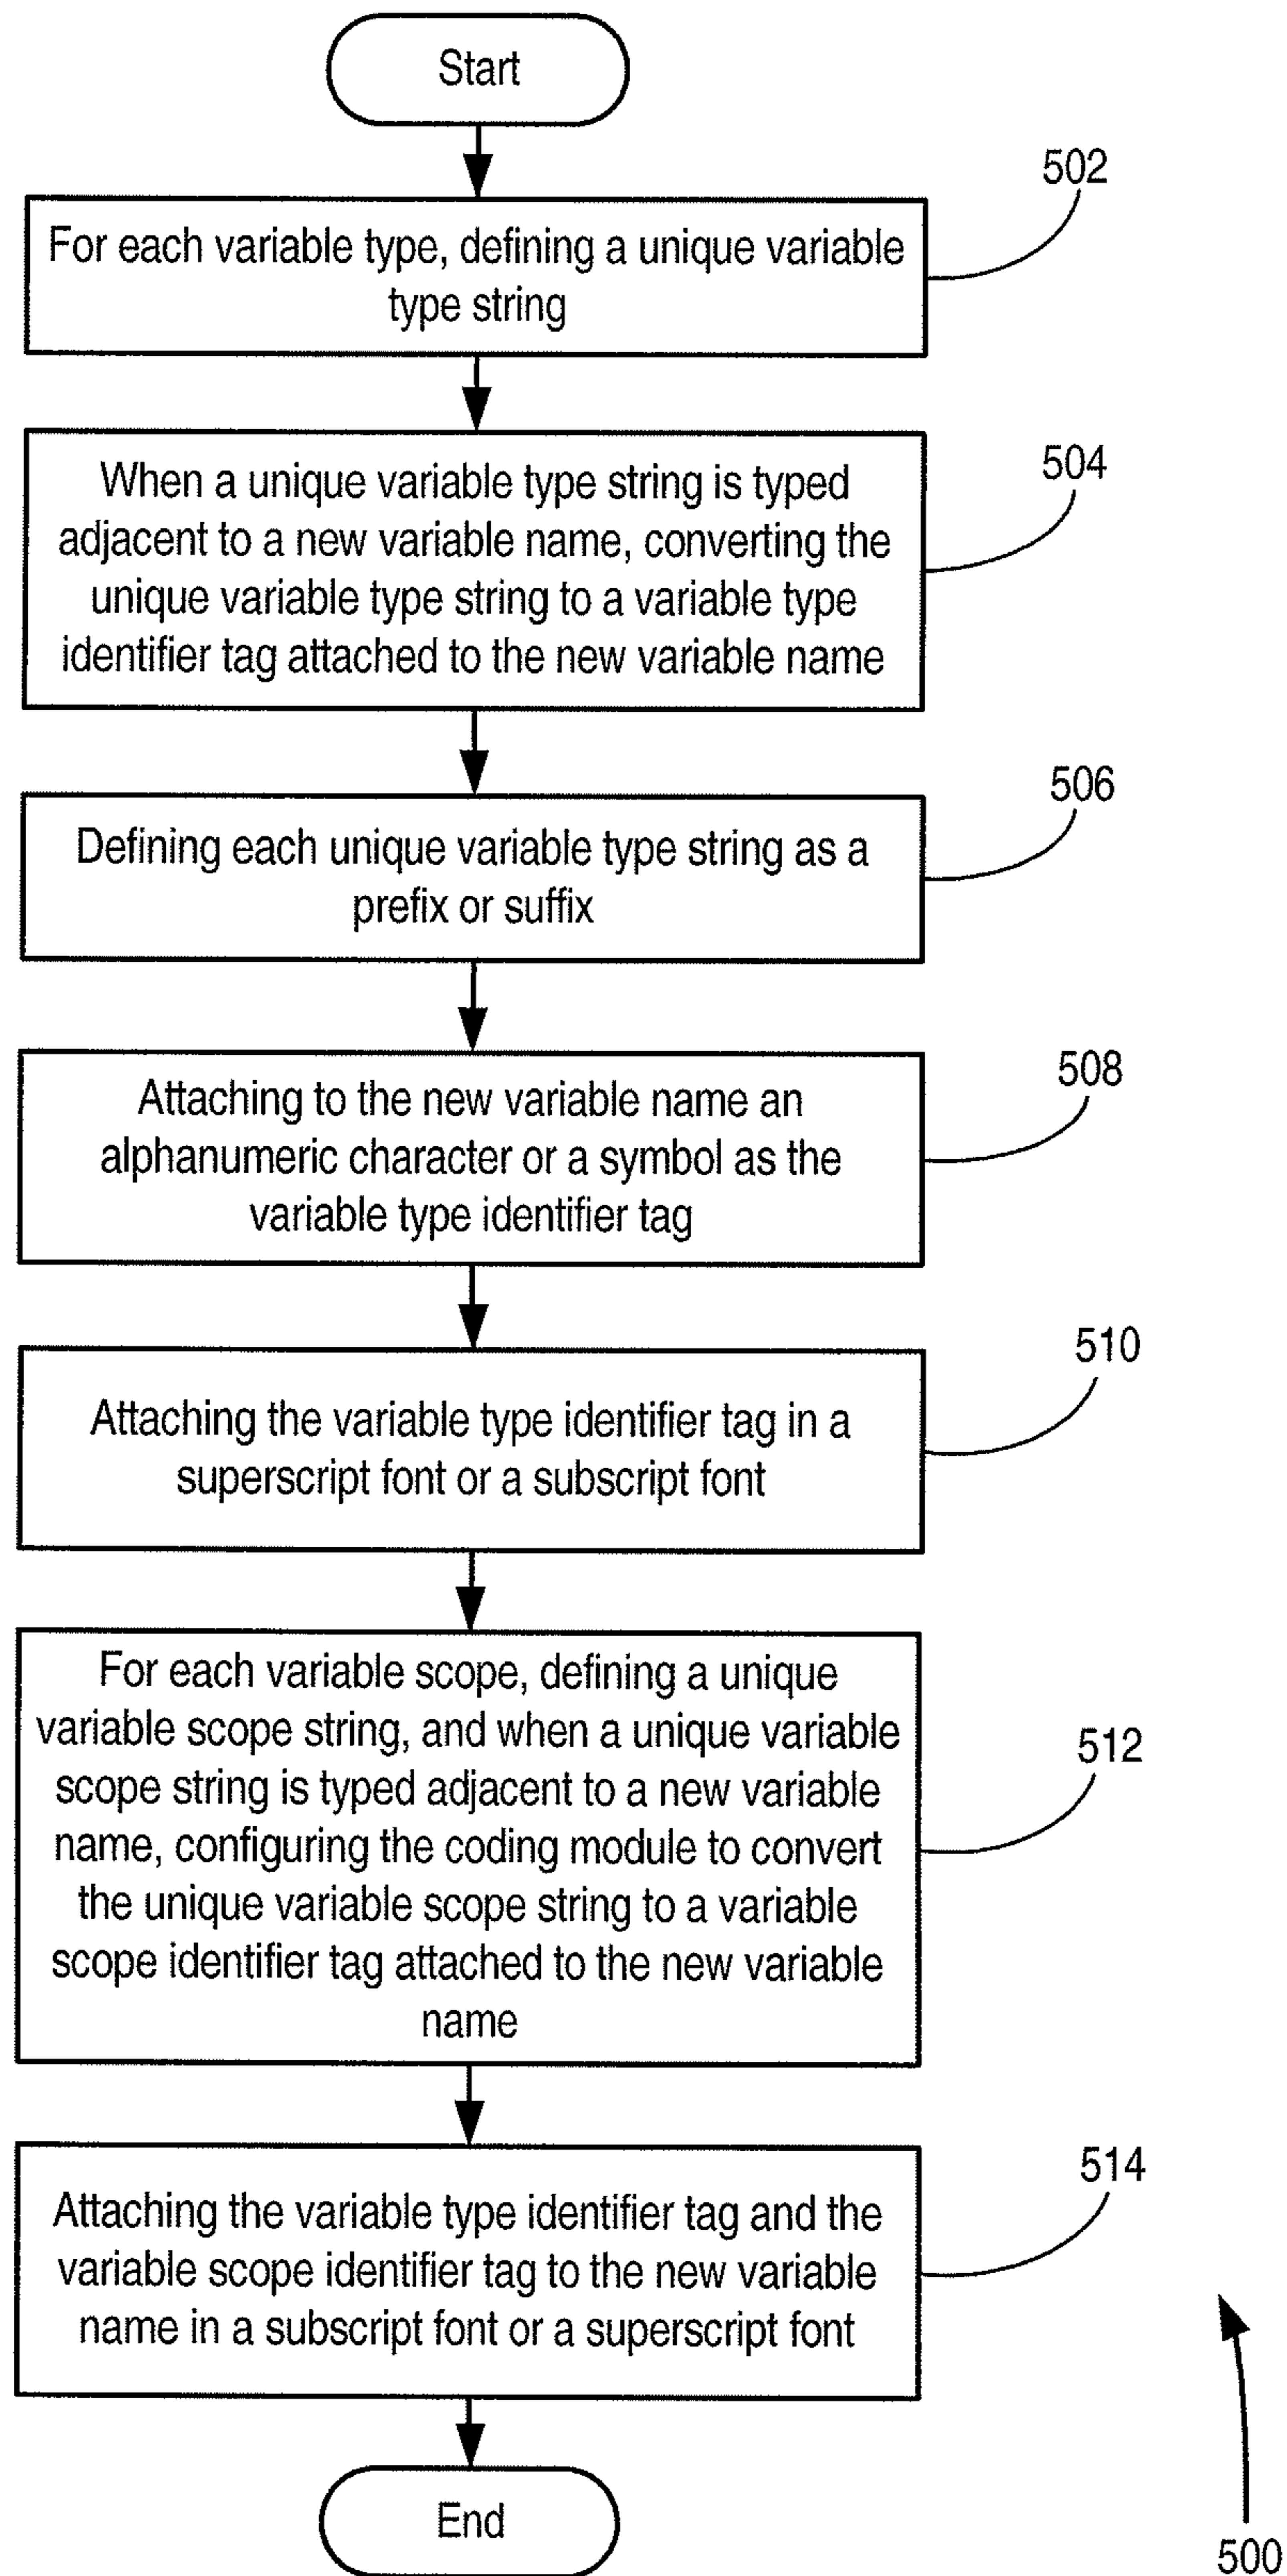 Start
502
For each variable type, defining a unique variable
type string
504
When a unique variable type string is typed
adjacent to a new variable name, converting the
unique variable type string to a variable type
identifier tag attached to the new variable name
506
Defining each unique variable type string as a
prefix or suffix
508
Attaching to the new variable name an
alphanumeric character or a symbol as the
variable type identifier tag
510
Attaching the variable type identifier tag in a
superscript font or a subscript font
512
For each variable scope, defining a unique
variable scope string, and when a unique variable
scope string is typed adjacent to a new variable
name, configuring the coding module to convert
the unique variable scope string to a variable
scope identifier tag attached to the new variable
name
514
Attaching the variable type identifier tag and the
variable scope identifier tag to the new variable
name in a subscript font or a superscript font
End
500